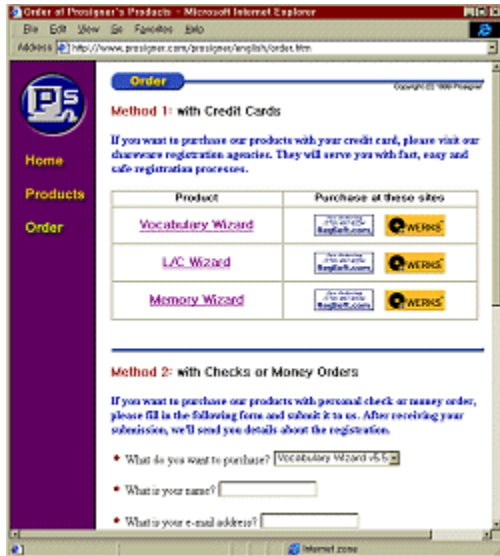 Order of Prosigner's Products - Microsoft Internet Explorer
File Edit View Go Favorites Help
Address http://www.prosigner.com/prosigner/english/order.htm
Order
Copyright (C) 1999 Prosigner
Ps
Home
Products
Order
Method 1: with Credit Cards
If you want to purchase our products with your credit card, please visit our
shareware registration agencies. They will serve you with fast, easy and
safe registration processes.
Product Purchase at these sites
Vocabulary Wizard RegSoft.com QWERKS
L/C Wizard RegSoft.com QWERKS
Memory Wizard RegSoft.com QWERKS
Method 2: with Checks or Money Orders
If you want to purchase our products with personal check or money order,
please fill in the following form and submit it to us. After receiving your
submission, we'll send you details about the registration.
What do you want to purchase? Vocabulary Wizard v5.5
What is your name?
What is your e-mail address?
Internet zone